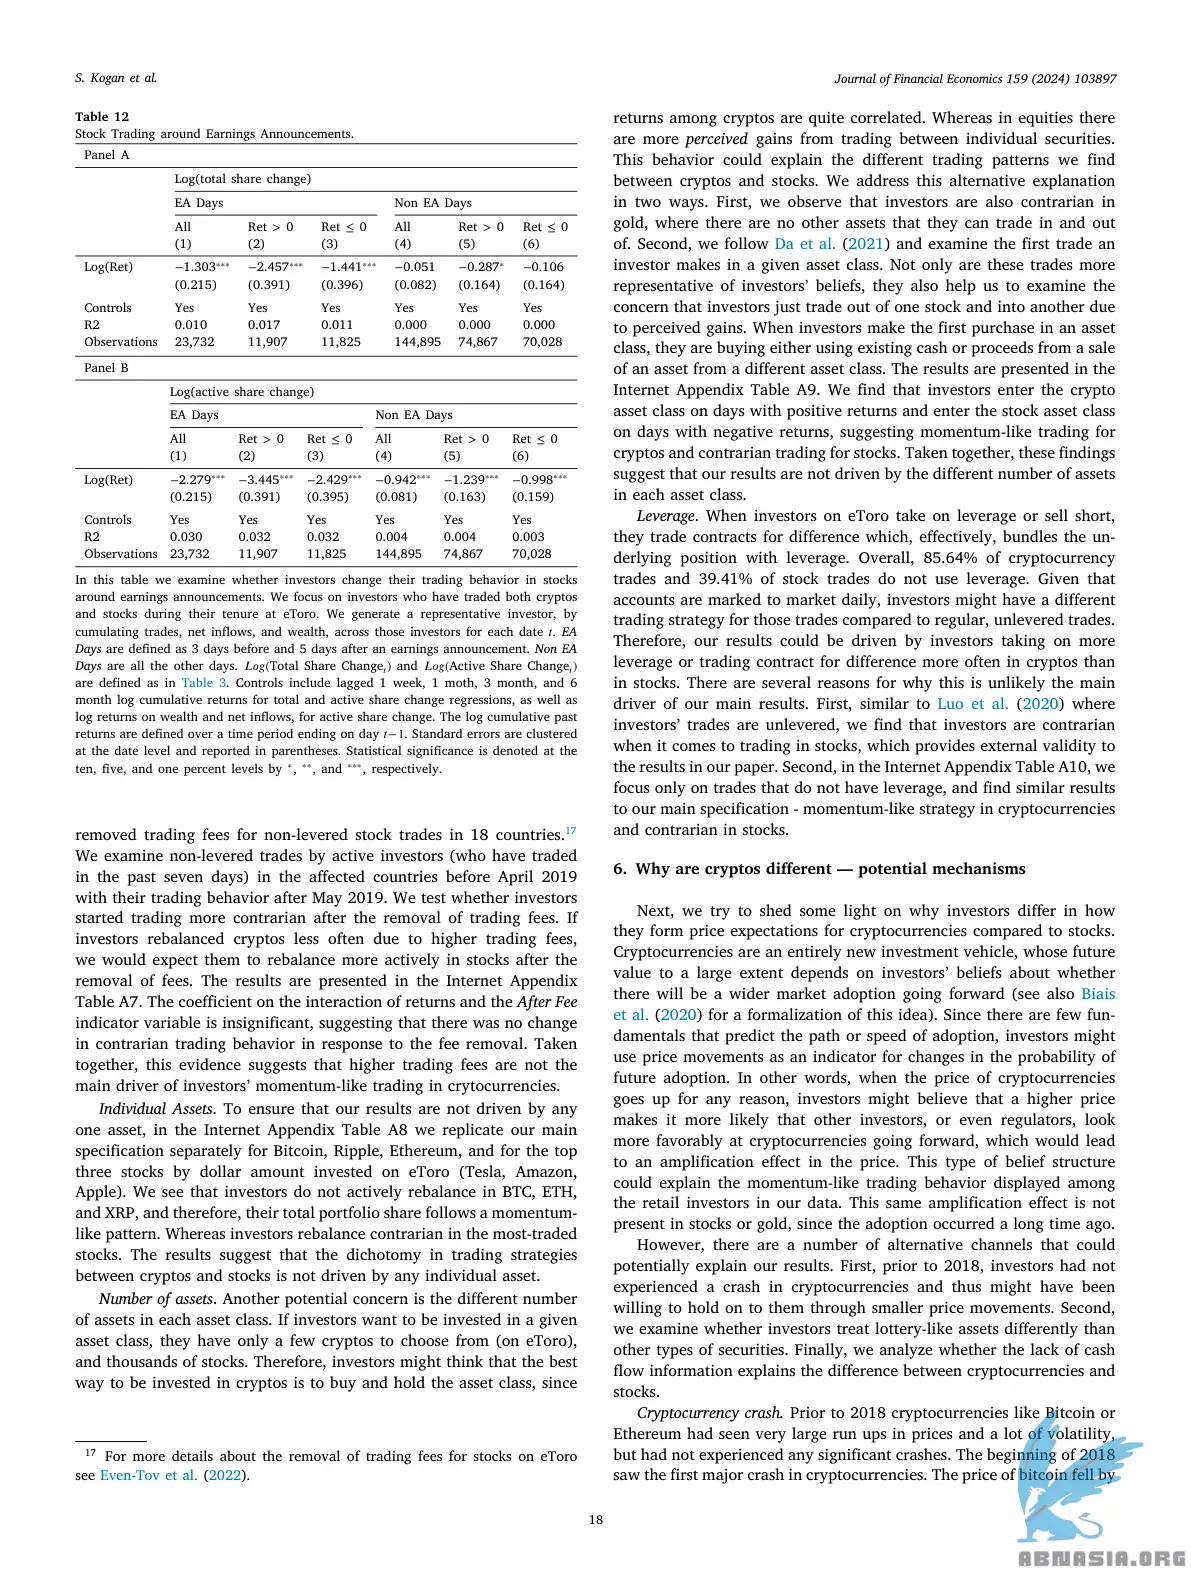 S. Kogan et al.
Journal of Financial Economics 159 (2024) 103897
Table 12
Stock Trading around Earnings Announcements.
Panel A
Log(total share change)
EA Days Non EA Days
All Ret > 0 Ret ≤ 0 All Ret > 0 Ret ≤ 0
(1) (2) (3) (4) (5) (6)
Log(Ret) −1.303*** −2.457*** −1.441*** −0.051 −0.287* −0.106
(0.215) (0.391) (0.396) (0.082) (0.164) (0.164)
Controls Yes Yes Yes Yes Yes Yes
R2 0.010 0.017 0.011 0.000 0.000 0.000
Observations 23,732 11,907 11,825 144,895 74,867 70,028
Panel B
Log(active share change)
EA Days Non EA Days
All Ret > 0 Ret ≤ 0 All Ret > 0 Ret ≤ 0
(1) (2) (3) (4) (5) (6)
Log(Ret) −2.279*** −3.445*** −2.429*** −0.942*** −1.239*** −0.998***
(0.215) (0.391) (0.395) (0.081) (0.163) (0.159)
Controls Yes Yes Yes Yes Yes Yes
R2 0.030 0.032 0.032 0.004 0.004 0.003
Observations 23,732 11,907 11,825 144,895 74,867 70,028
In this table we examine whether investors change their trading behavior in stocks
around earnings announcements. We focus on investors who have traded both cryptos
and stocks during their tenure at eToro. We generate a representative investor, by
cumulating trades, net inflows, and wealth, across those investors for each date t. EA
Days are defined as 3 days before and 5 days after an earnings announcement. Non EA
Days are all the other days. Log(Total Share Change_t) and Log(Active Share Change_t)
are defined as in Table 3. Controls include lagged 1 week, 1 moth, 3 month, and 6
month log cumulative returns for total and active share change regressions, as well as
log returns on wealth and net inflows, for active share change. The log cumulative past
returns are defined over a time period ending on day t−1. Standard errors are clustered
at the date level and reported in parentheses. Statistical significance is denoted at the
ten, five, and one percent levels by *, **, and ***, respectively.
removed trading fees for non-levered stock trades in 18 countries.17
We examine non-levered trades by active investors (who have traded
in the past seven days) in the affected countries before April 2019
with their trading behavior after May 2019. We test whether investors
started trading more contrarian after the removal of trading fees. If
investors rebalanced cryptos less often due to higher trading fees,
we would expect them to rebalance more actively in stocks after the
removal of fees. The results are presented in the Internet Appendix
Table A7. The coefficient on the interaction of returns and the After Fee
indicator variable is insignificant, suggesting that there was no change
in contrarian trading behavior in response to the fee removal. Taken
together, this evidence suggests that higher trading fees are not the
main driver of investors' momentum-like trading in crytocurrencies.
Individual Assets. To ensure that our results are not driven by any
one asset, in the Internet Appendix Table A8 we replicate our main
specification separately for Bitcoin, Ripple, Ethereum, and for the top
three stocks by dollar amount invested on eToro (Tesla, Amazon,
Apple). We see that investors do not actively rebalance in BTC, ETH,
and XRP, and therefore, their total portfolio share follows a momentum-
like pattern. Whereas investors rebalance contrarian in the most-traded
stocks. The results suggest that the dichotomy in trading strategies
between cryptos and stocks is not driven by any individual asset.
Number of assets. Another potential concern is the different number
of assets in each asset class. If investors want to be invested in a given
asset class, they have only a few cryptos to choose from (on eToro),
and thousands of stocks. Therefore, investors might think that the best
way to be invested in cryptos is to buy and hold the asset class, since
17 For more details about the removal of trading fees for stocks on eToro
see Even-Tov et al. (2022).
returns among cryptos are quite correlated. Whereas in equities there
are more perceived gains from trading between individual securities.
This behavior could explain the different trading patterns we find
between cryptos and stocks. We address this alternative explanation
in two ways. First, we observe that investors are also contrarian in
gold, where there are no other assets that they can trade in and out
of. Second, we follow Da et al. (2021) and examine the first trade an
investor makes in a given asset class. Not only are these trades more
representative of investors' beliefs, they also help us to examine the
concern that investors just trade out of one stock and into another due
to perceived gains. When investors make the first purchase in an asset
class, they are buying either using existing cash or proceeds from a sale
of an asset from a different asset class. The results are presented in the
Internet Appendix Table A9. We find that investors enter the crypto
asset class on days with positive returns and enter the stock asset class
on days with negative returns, suggesting momentum-like trading for
cryptos and contrarian trading for stocks. Taken together, these findings
suggest that our results are not driven by the different number of assets
in each asset class.
Leverage. When investors on eToro take on leverage or sell short,
they trade contracts for difference which, effectively, bundles the un-
derlying position with leverage. Overall, 85.64% of cryptocurrency
trades and 39.41% of stock trades do not use leverage. Given that
accounts are marked to market daily, investors might have a different
trading strategy for those trades compared to regular, unlevered trades.
Therefore, our results could be driven by investors taking on more
leverage or trading contract for difference more often in cryptos than
in stocks. There are several reasons for why this is unlikely the main
driver of our main results. First, similar to Luo et al. (2020) where
investors' trades are unlevered, we find that investors are contrarian
when it comes to trading in stocks, which provides external validity to
the results in our paper. Second, in the Internet Appendix Table A10, we
focus only on trades that do not have leverage, and find similar results
to our main specification - momentum-like strategy in cryptocurrencies
and contrarian in stocks.
6. Why are cryptos different — potential mechanisms
Next, we try to shed some light on why investors differ in how
they form price expectations for cryptocurrencies compared to stocks.
Cryptocurrencies are an entirely new investment vehicle, whose future
value to a large extent depends on investors' beliefs about whether
there will be a wider market adoption going forward (see also Biais
et al. (2020) for a formalization of this idea). Since there are few fun-
damentals that predict the path or speed of adoption, investors might
use price movements as an indicator for changes in the probability of
future adoption. In other words, when the price of cryptocurrencies
goes up for any reason, investors might believe that a higher price
makes it more likely that other investors, or even regulators, look
more favorably at cryptocurrencies going forward, which would lead
to an amplification effect in the price. This type of belief structure
could explain the momentum-like trading behavior displayed among
the retail investors in our data. This same amplification effect is not
present in stocks or gold, since the adoption occurred a long time ago.
However, there are a number of alternative channels that could
potentially explain our results. First, prior to 2018, investors had not
experienced a crash in cryptocurrencies and thus might have been
willing to hold on to them through smaller price movements. Second,
we examine whether investors treat lottery-like assets differently than
other types of securities. Finally, we analyze whether the lack of cash
flow information explains the difference between cryptocurrencies and
stocks.
Cryptocurrency crash. Prior to 2018 cryptocurrencies like Bitcoin or
Ethereum had seen very large run ups in prices and a lot of volatility,
but had not experienced any significant crashes. The beginning of 2018
saw the first major crash in cryptocurrencies. The price of bitcoin fell by
18
ABNASIA.ORG